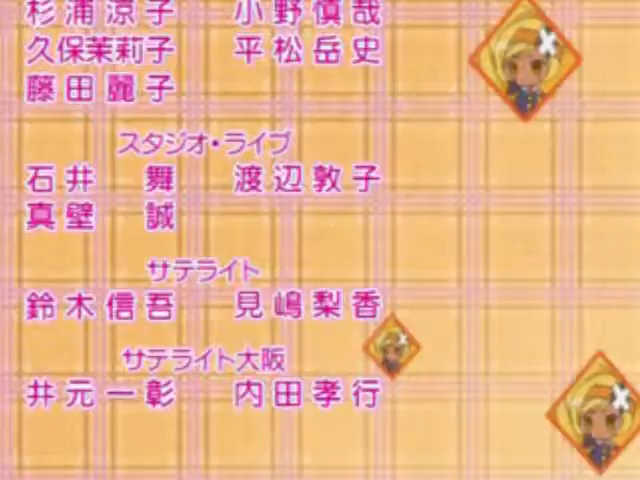 杉浦涼子 小野慎哉
久保茉莉子 平松岳史
藤田麗子
スタジオ・ライブ
石井 舞 渡辺敦子
真壁 誠
サテライト
鈴木信吾 見嶋梨香
サテライト大阪
井元一彰 内田孝行